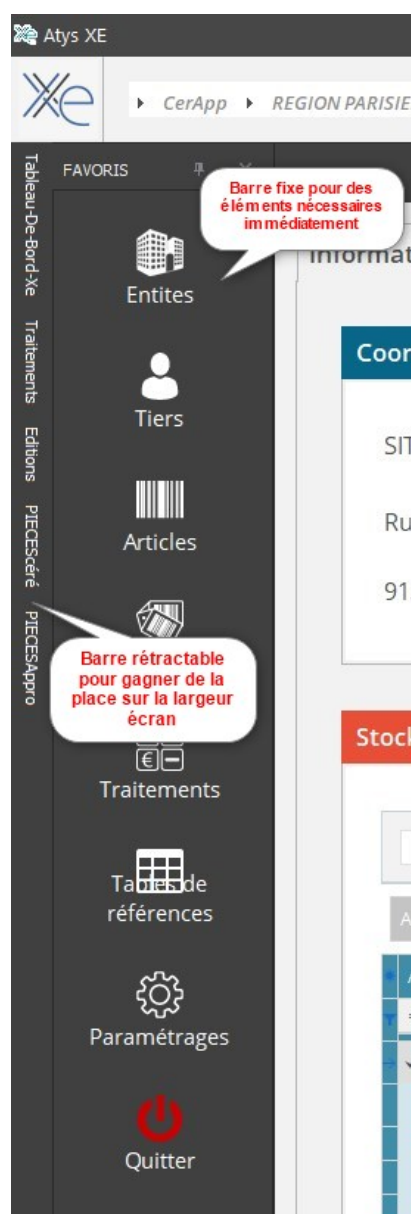 Atys XE
Xe
CerApp
REGION PARISIE
FAVORIS
Tableau-De-Bord-Xe
Traitements
Editions
PIECEScéré
PIECESAppro
Barre fixe pour des
éléments nécessaires
immédiatement
Entites
Tiers
Articles
Barre rétractable
pour gagner de la
place sur la largeur
écran
Traitements
Tables de
références
Paramétrages
Quitter
Informat
Coor
SIT
Ru
91
Stock
A